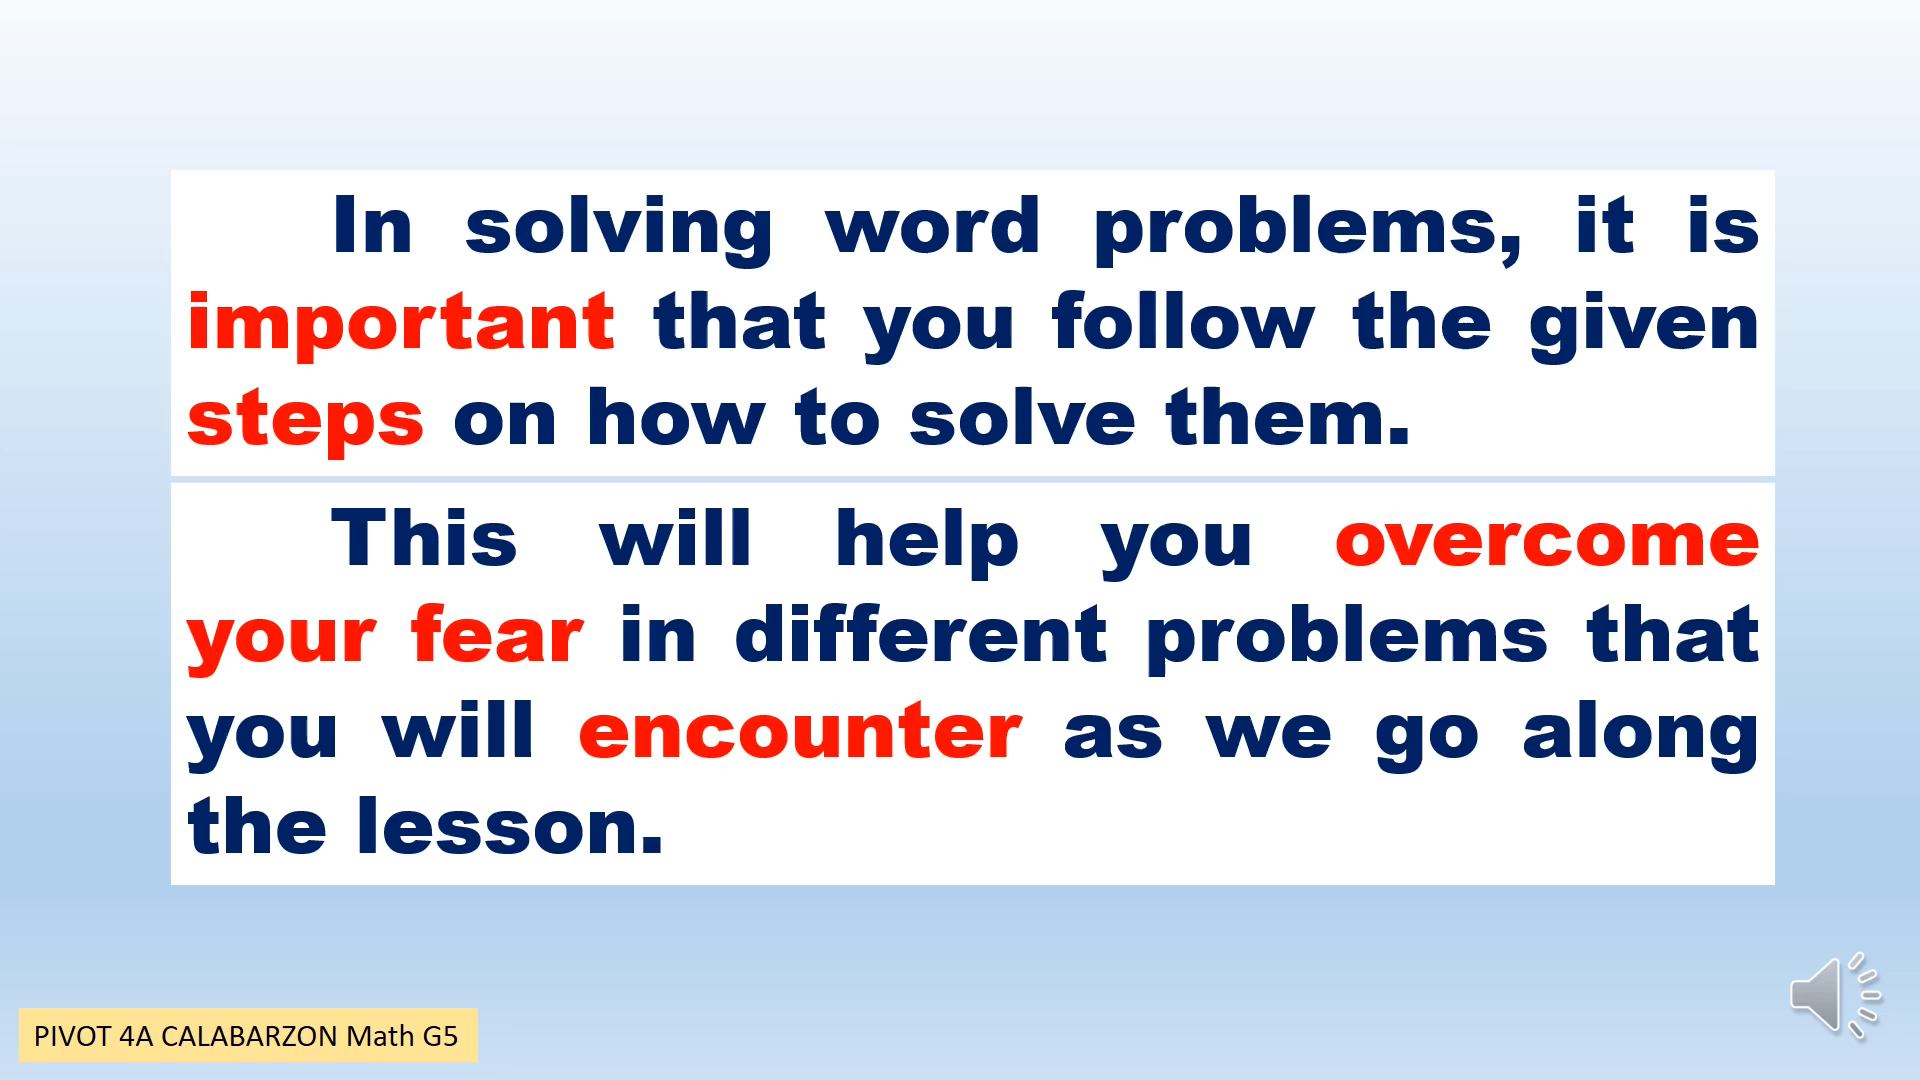 In solving word problems, it is
important that you follow the given
steps on how to solve them.
This will help you overcome
your fear in different problems that
you will encounter as we go along
the lesson.
PIVOT 4A CALABARZON Math G5